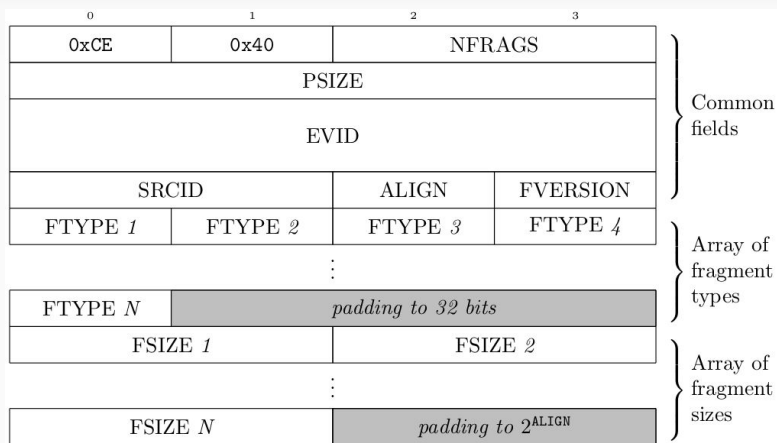 0 1 2 3
0xCE 0x40 NFRAGS
PSIZE
EVID
Common
fields
SRCID ALIGN FVERSION
FTYPE 1 FTYPE 2 FTYPE 3 FTYPE 4
⋮
Array of
fragment
types
FTYPE N padding to 32 bits
FSIZE 1 FSIZE 2
⋮
Array of
fragment
sizes
FSIZE N padding to 2^ALIGN